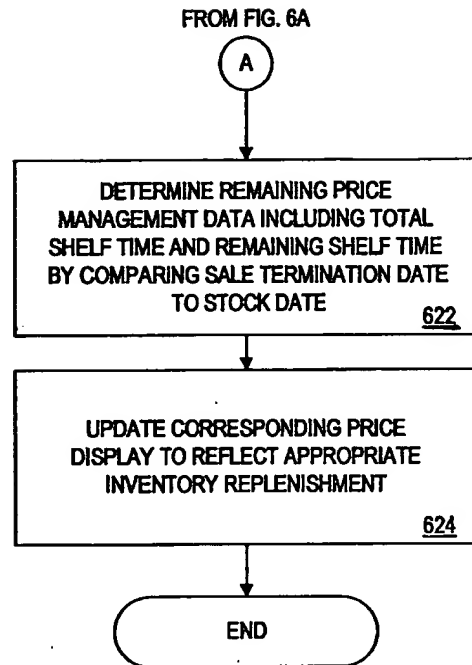 FROM FIG. 6A
A
DETERMINE REMAINING PRICE
MANAGEMENT DATA INCLUDING TOTAL
SHELF TIME AND REMAINING SHELF TIME
BY COMPARING SALE TERMINATION DATE
TO STOCK DATE
622
UPDATE CORRESPONDING PRICE
DISPLAY TO REFLECT APPROPRIATE
INVENTORY REPLENISHMENT
624
END